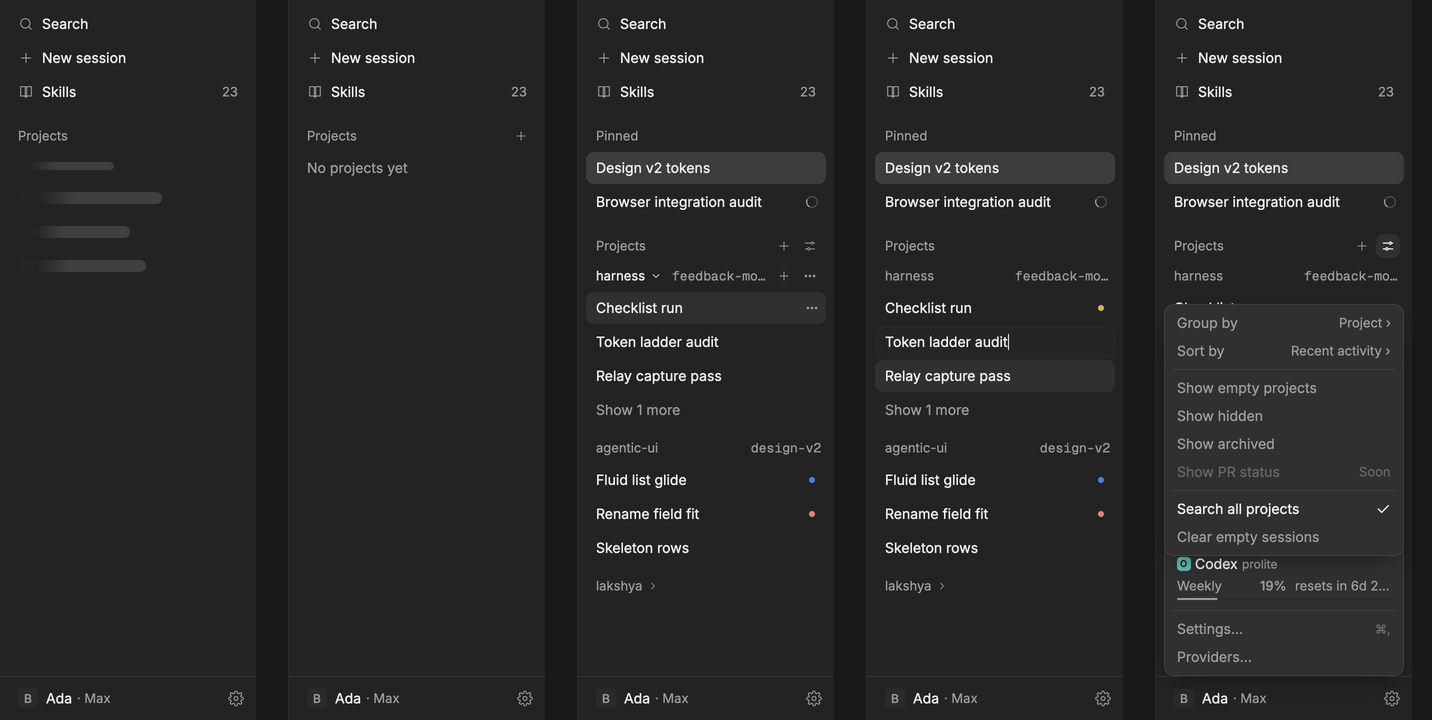 Search
New session
Skills 23
Projects
B Ada · Max
Search
New session
Skills 23
Projects
No projects yet
B Ada · Max
Search
New session
Skills 23
Pinned
Design v2 tokens
Browser integration audit
Projects
harness feedback-mo…
Checklist run
Token ladder audit
Relay capture pass
Show 1 more
agentic-ui design-v2
Fluid list glide
Rename field fit
Skeleton rows
lakshya
B Ada · Max
Search
New session
Skills 23
Pinned
Design v2 tokens
Browser integration audit
Projects
harness feedback-mo…
Checklist run
Token ladder audit
Relay capture pass
Show 1 more
agentic-ui design-v2
Fluid list glide
Rename field fit
Skeleton rows
lakshya
B Ada · Max
Search
New session
Skills 23
Pinned
Design v2 tokens
Browser integration audit
Projects
harness feedback-mo…
Group by Project
Sort by Recent activity
Show empty projects
Show hidden
Show archived
Show PR status Soon
Search all projects
Clear empty sessions
O Codex prolite
Weekly 19% resets in 6d 2…
Settings… ⌘,
Providers…
B Ada · Max